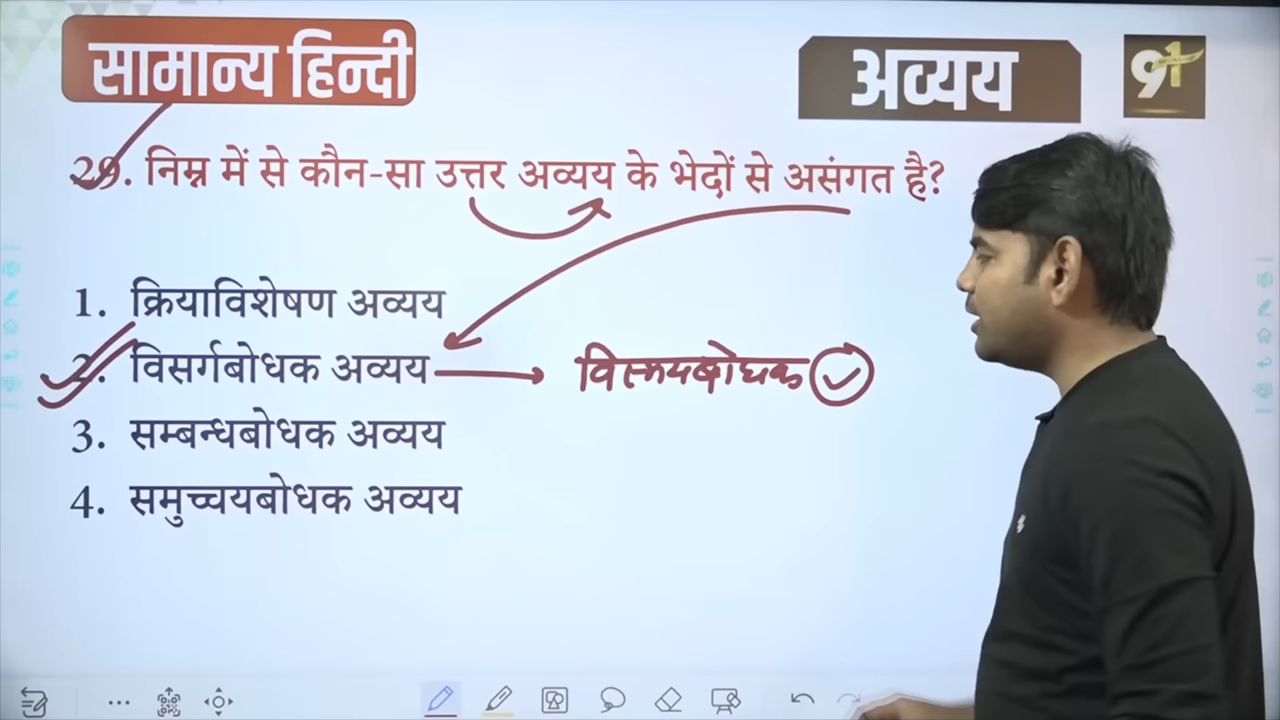 सामान्य हिन्दी
अव्यय
91
29. निम्न में से कौन-सा उत्तर अव्यय के भेदों से असंगत है?
1. क्रियाविशेषण अव्यय
2. विसर्गबोधक अव्यय → विस्मयबोधक
3. सम्बन्धबोधक अव्यय
4. समुच्चयबोधक अव्यय